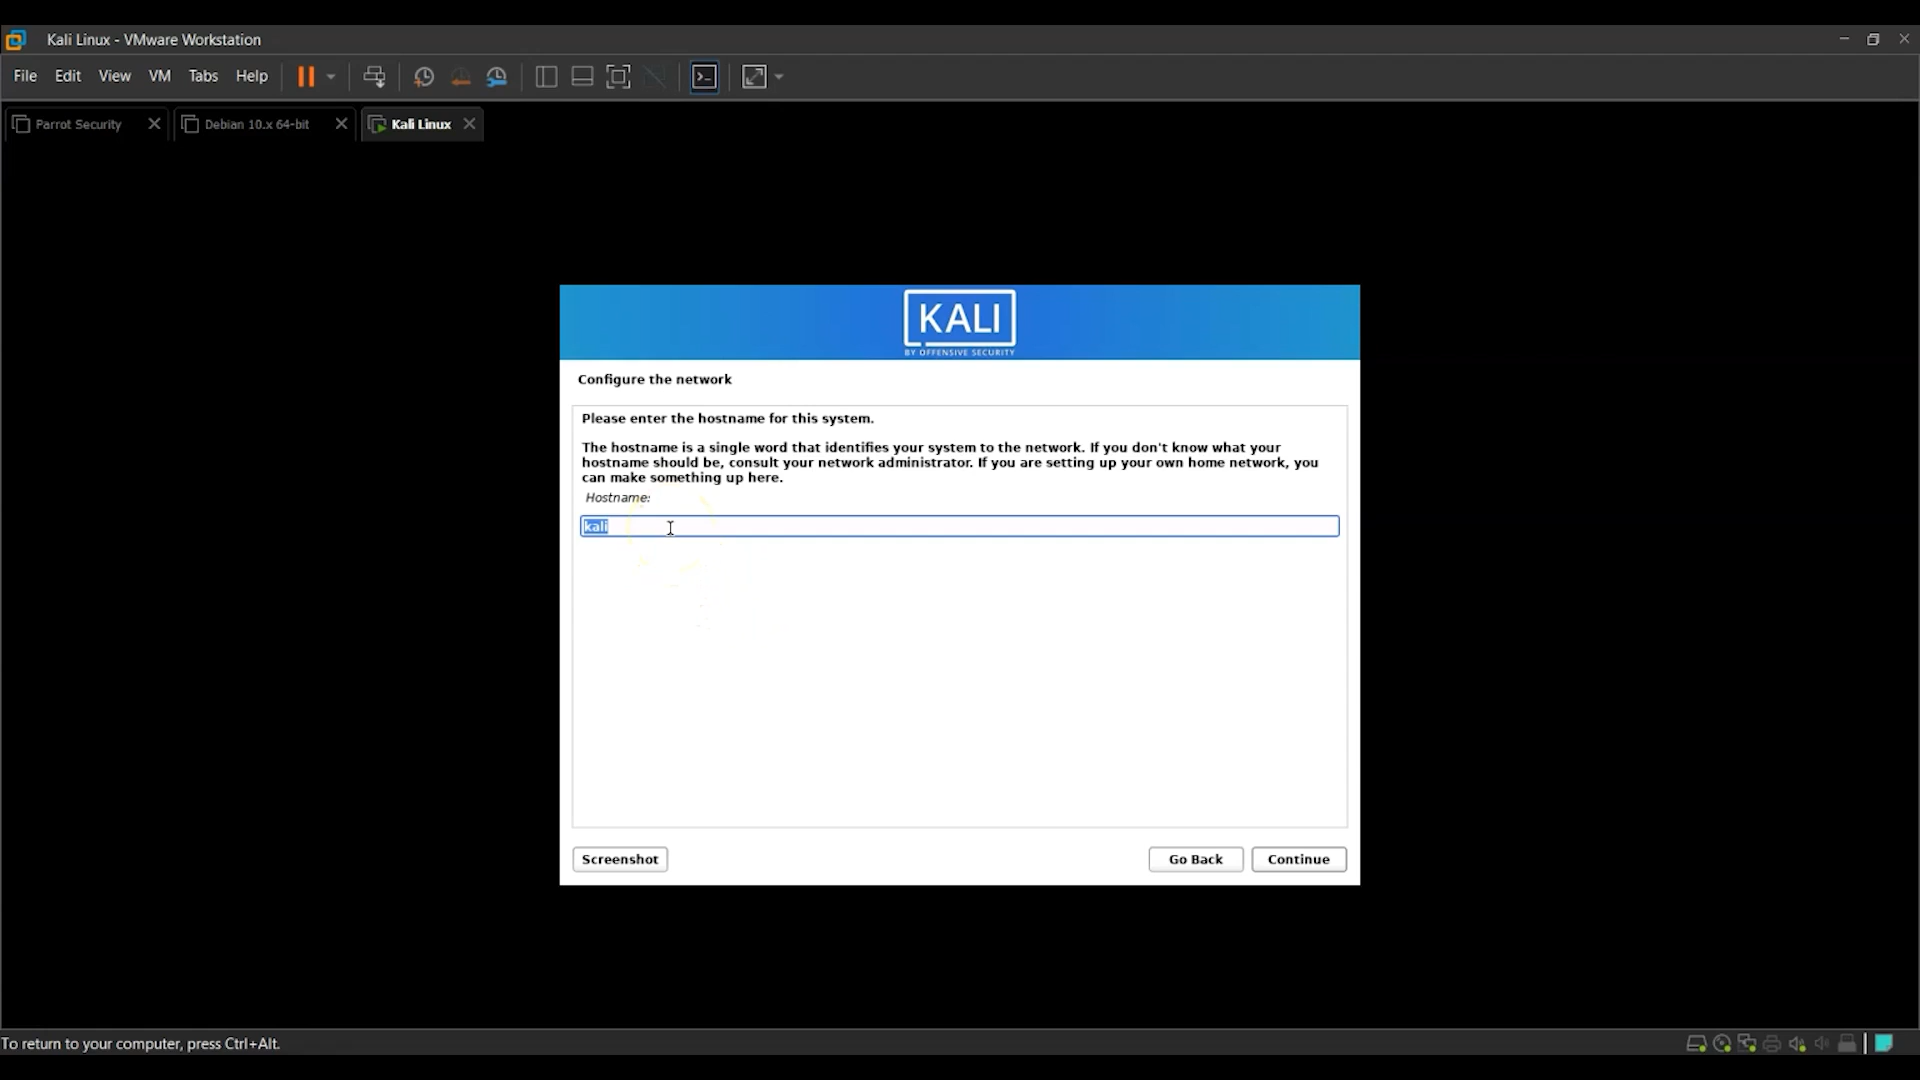 Kali Linux - VMware Workstation
File Edit View VM Tabs Help
Parrot Security Debian 10.x 64-bit Kali Linux
KALI
BY OFFENSIVE SECURITY
Configure the network
Please enter the hostname for this system.
The hostname is a single word that identifies your system to the network. If you don't know what your
hostname should be, consult your network administrator. If you are setting up your own home network, you
can make something up here.
Hostname:
kali
Screenshot Go Back Continue
To return to your computer, press Ctrl+Alt.